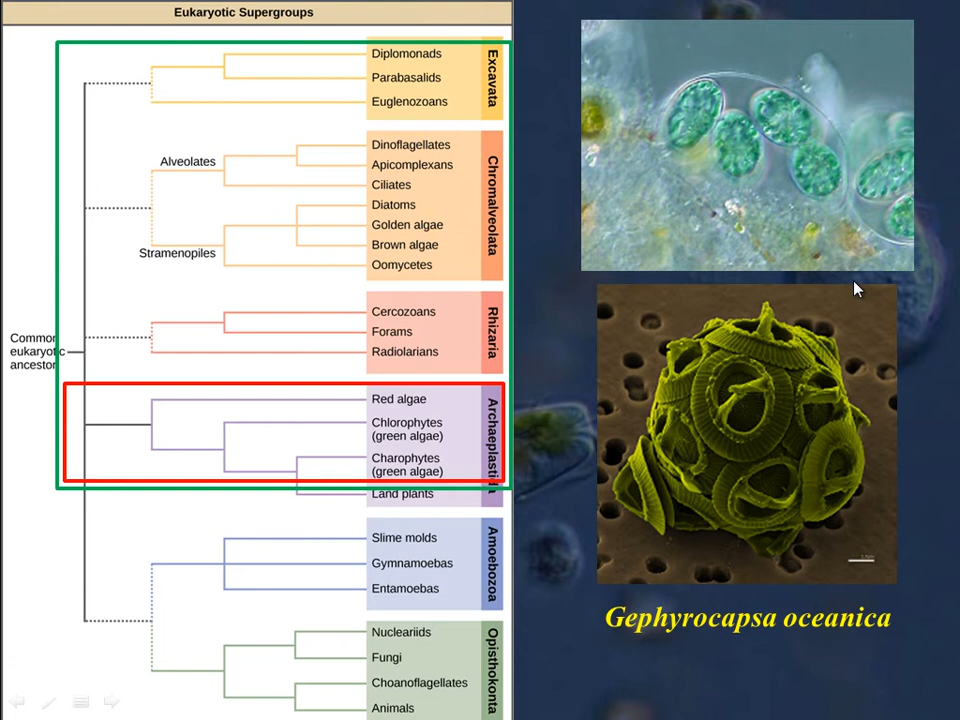 Eukaryotic Supergroups
Diplomonads
Parabasalids
Euglenozoans
Excavata
Alveolates
Dinoflagellates
Apicomplexans
Ciliates
Diatoms
Stramenopiles
Golden algae
Brown algae
Oomycetes
Chromalveolata
Cercozoans
Forams
Radiolarians
Rhizaria
Common
eukaryotic
ancestor
Red algae
Chlorophytes
(green algae)
Charophytes
(green algae)
Land plants
Archaeplastida
Slime molds
Gymnamoebas
Entamoebas
Amoebozoa
Nucleariids
Fungi
Choanoflagellates
Animals
Opisthokonta
Gephyrocapsa oceanica